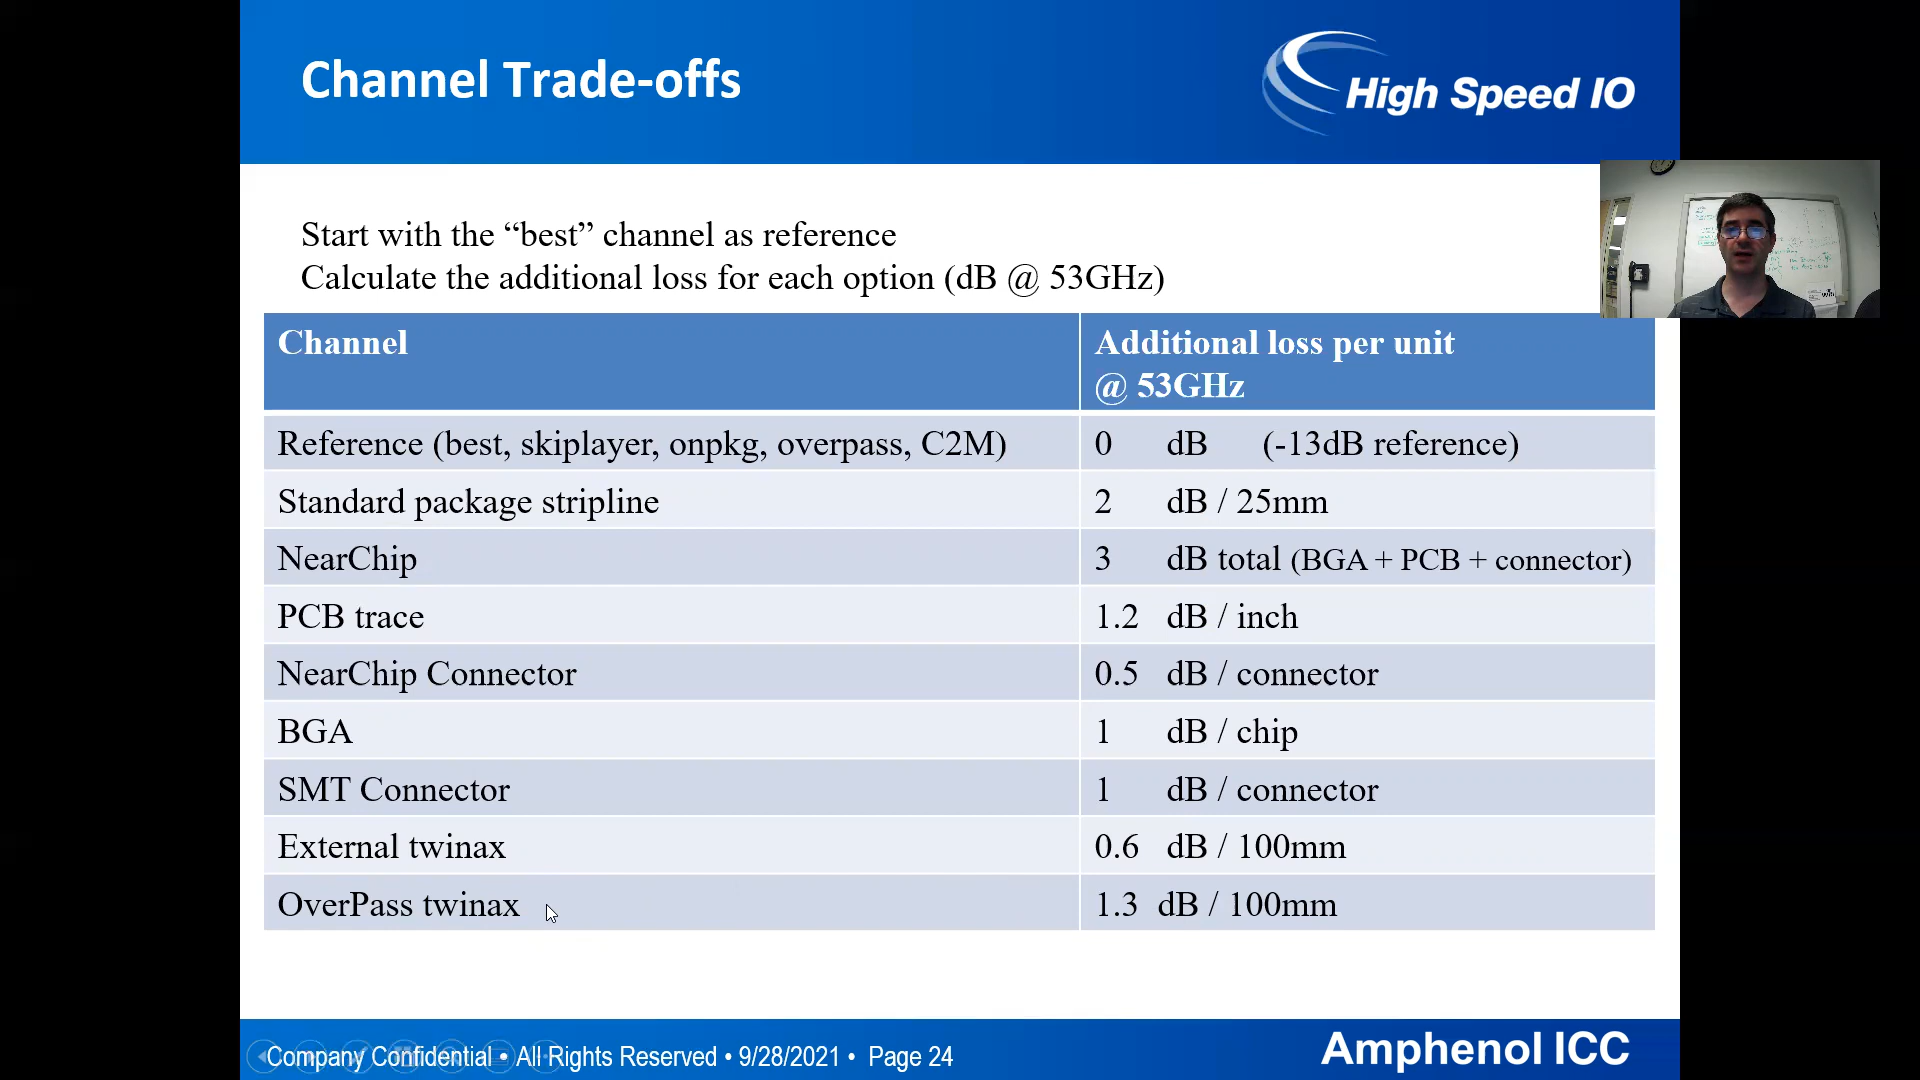 Channel Trade-offs
High Speed IO
Start with the “best” channel as reference
Calculate the additional loss for each option (dB @ 53GHz)
Channel
Additional loss per unit
@ 53GHz
Reference (best, skiplayer, onpkg, overpass, C2M)
0 dB (-13dB reference)
Standard package stripline
2 dB / 25mm
NearChip
3 dB total (BGA + PCB + connector)
PCB trace
1.2 dB / inch
NearChip Connector
0.5 dB / connector
BGA
1 dB / chip
SMT Connector
1 dB / connector
External twinax
0.6 dB / 100mm
OverPass twinax
1.3 dB / 100mm
Company Confidential • All Rights Reserved • 9/28/2021 • Page 24
Amphenol ICC